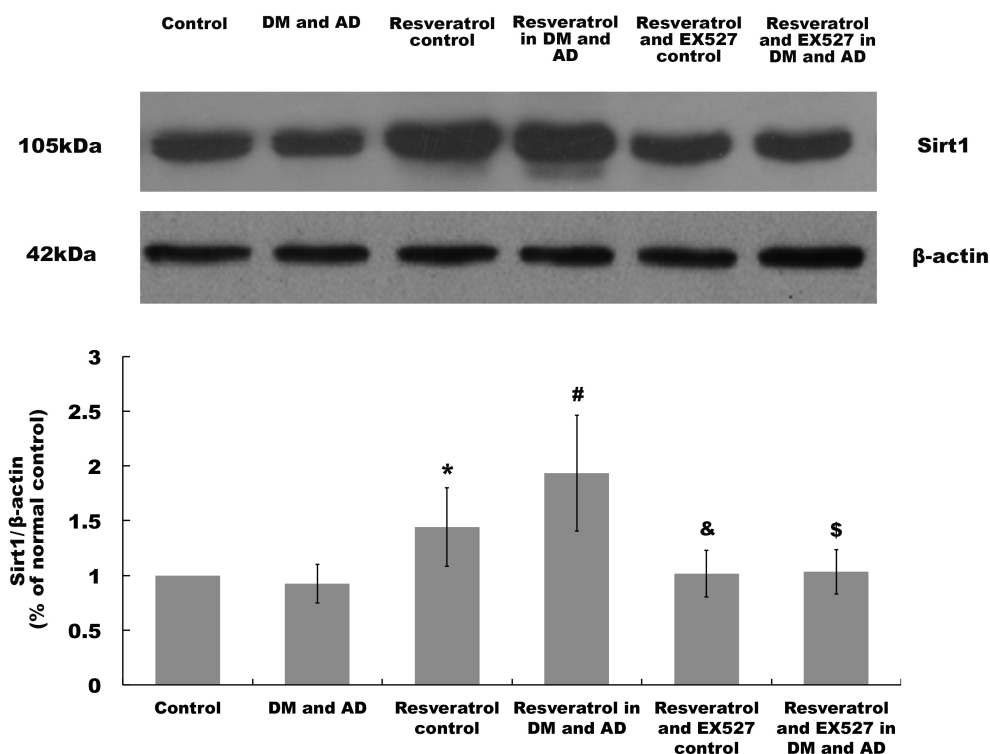 Control
DM and AD
Resveratrol
control
Resveratrol
in DM and
AD
Resveratrol
and EX527
control
Resveratrol
and EX527 in
DM and AD
105kDa
Sirt1
42kDa
β-actin
3
2.5
2
1.5
1
0.5
0
Sirt1/β-actin
(% of normal control)
*
#
&
$
Control
DM and AD
Resveratrol
control
Resveratrol in
DM and AD
Resveratrol
and EX527
control
Resveratrol
and EX527 in
DM and AD